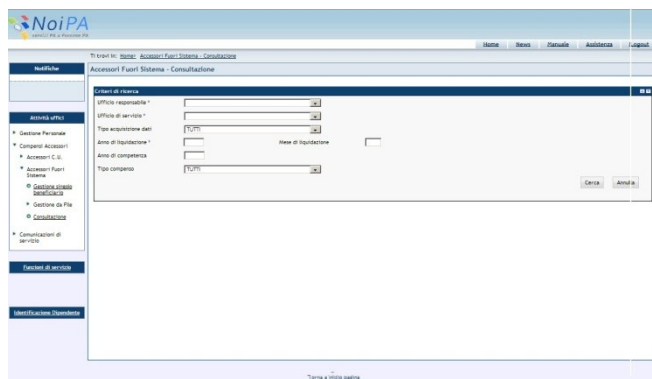 NoiPA
servizi PA a Persone PA
Home News Manuale Assistenza Logout
Ti trovi in: Home> Accessori Fuori Sistema - Consultazione
Notifiche
Accessori Fuori Sistema - Consultazione
Criteri di ricerca
Ufficio responsabile *
Ufficio di servizio *
Tipo acquisizione dati TUTTI
Anno di liquidazione * Mese di liquidazione
Anno di competenza
Tipo compenso TUTTI
Cerca Annulla
Attività uffici
Gestione Personale
Compensi Accessori
Accessori C.U.
Accessori Fuori
Sistema
Gestione singolo
beneficiario
Gestione da File
Consultazione
Comunicazioni di
servizio
Funzioni di servizio
Identificazione Dipendente
Torna a inizio pagina